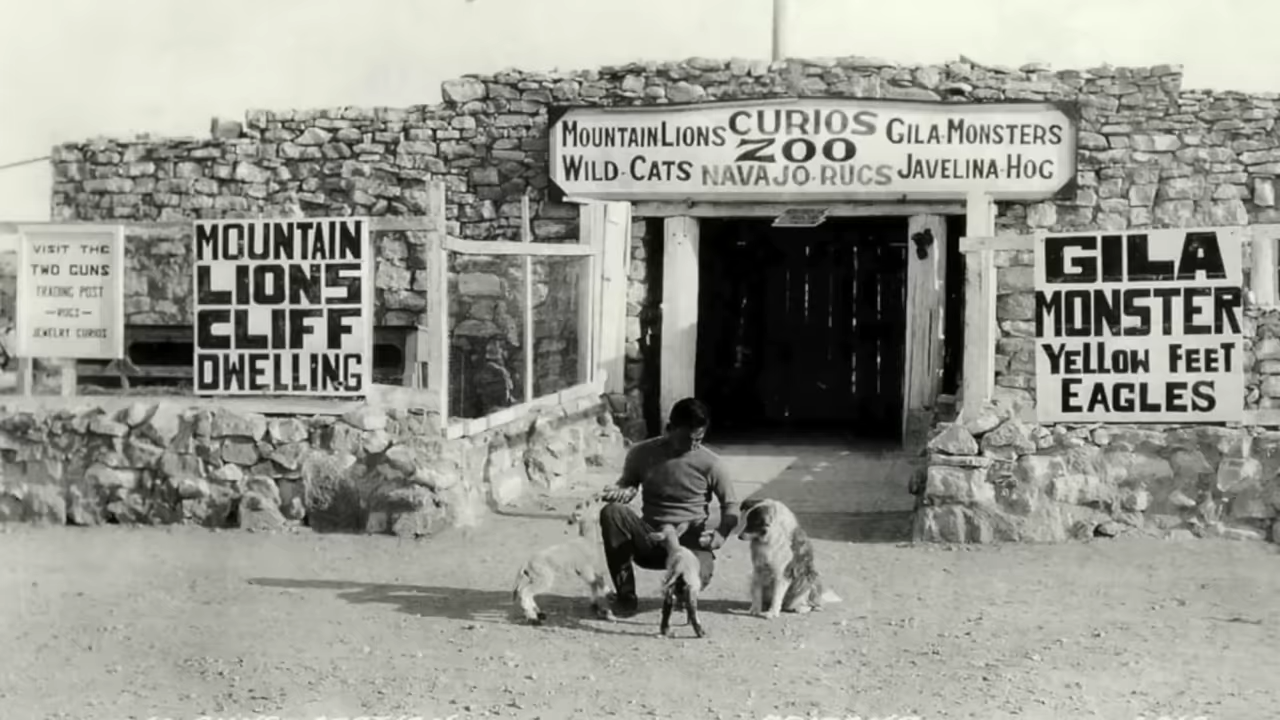 MOUNTAIN LIONS CURIOS GILA MONSTERS
WILD-CATS ZOO JAVELINA-HOG
NAVAJO-RUGS
VISIT THE
TWO GUNS
TRADING POST
-RUGS-
JEWELRY CURIOS
MOUNTAIN
LIONS
CLIFF
DWELLING
GILA
MONSTER
YELLOW FEET
EAGLES